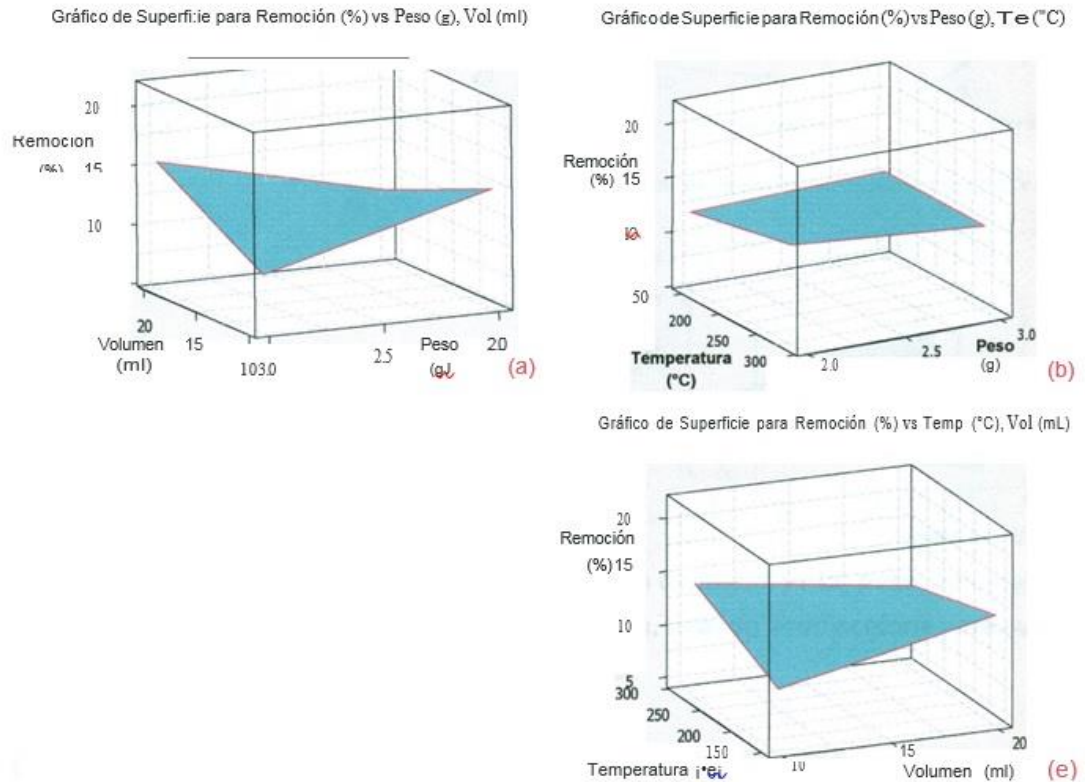 Gráfico de Superfi:ie para Remoción (%) vs Peso (g), Vol (ml)
20
Remocion
(%) 15
10
20
Volumen 15
(ml)
103.0
2.5
Peso
20
(a)
Gráfico de Superficie para Remoción (%) vs Peso (g), Te (°C)
20
Remoción
(%) 15
50
200
250
300
Temperatura
(°C)
2.0
2.5
3.0
Peso
(g)
(b)
Gráfico de Superficie para Remoción (%) vs Temp (°C), Vol (mL)
20
Remoción
(%) 15
10
5
300
250
200
150
Temperatura
10
15
20
Volumen (ml)
(e)